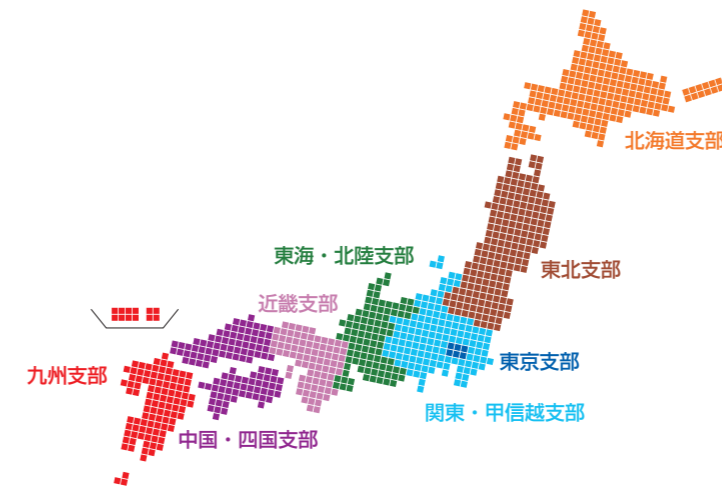 北海道支部
東海・北陸支部
東北支部
近畿支部
東京支部
九州支部
関東・甲信越支部
中国・四国支部